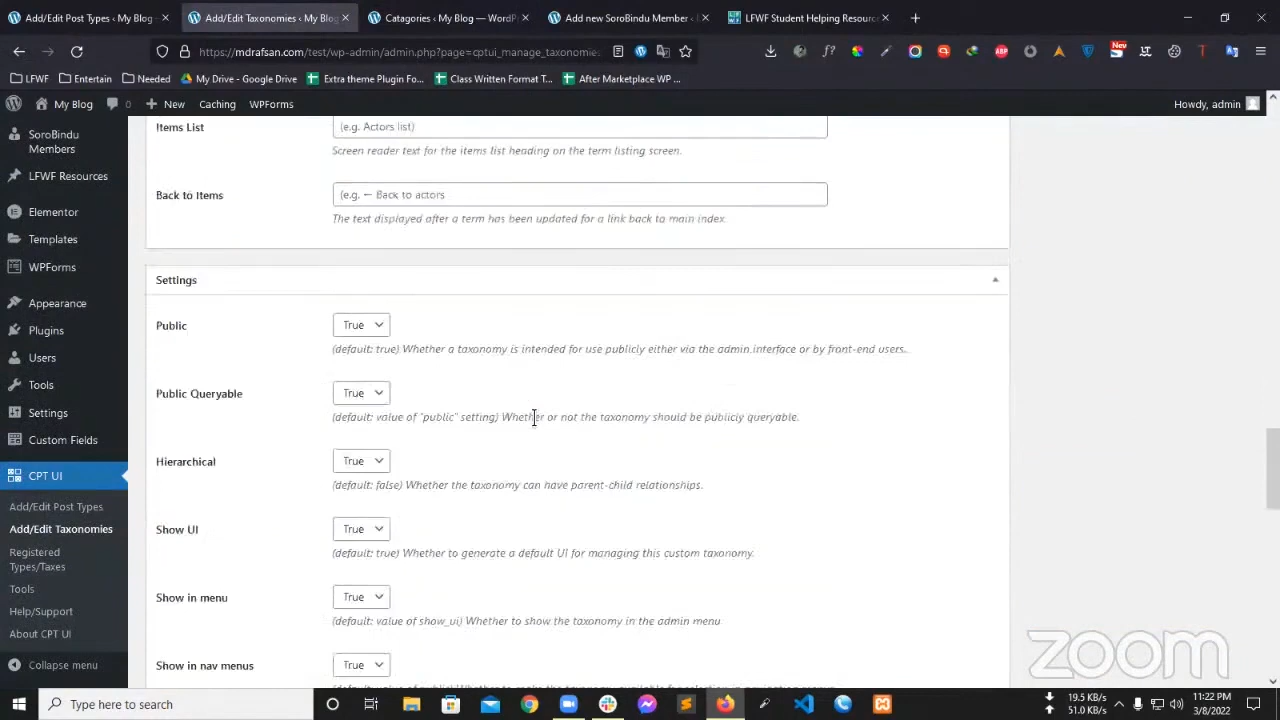 Add/Edit Post Types ‹ My Blog
Add/Edit Taxonomies ‹ My Blog
Catagories ‹ My Blog — WordP
Add new SoroBindu Member ‹
LFWF Student Helping Resource
https://mdrafsan.com/test/wp-admin/admin.php?page=cptui_manage_taxonomies
New
LFWF
Entertain
Needed
My Drive - Google Drive
Extra theme Plugin Fo...
Class Written Format T...
After Marketplace WP ...
My Blog
0
New
Caching
WPForms
Howdy, admin
SoroBindu
Members
LFWF Resources
Elementor
Templates
WPForms
Appearance
Plugins
Users
Tools
Settings
Custom Fields
CPT UI
Add/Edit Post Types
Add/Edit Taxonomies
Registered
Types/Taxes
Tools
Help/Support
About CPT UI
Collapse menu
Items List
(e.g. Actors list)
Screen reader text for the items list heading on the term listing screen.
Back to Items
(e.g. ← Back to actors
The text displayed after a term has been updated for a link back to main index.
Settings
Public
True
(default: true) Whether a taxonomy is intended for use publicly either via the admin interface or by front-end users.
Public Queryable
True
(default: value of "public" setting) Whether or not the taxonomy should be publicly queryable.
Hierarchical
True
(default: false) Whether the taxonomy can have parent-child relationships.
Show UI
True
(default: true) Whether to generate a default UI for managing this custom taxonomy.
Show in menu
True
(default: value of show_ui) Whether to show the taxonomy in the admin menu
Show in nav menus
True
zoom
Type here to search
19.5 KB/s
51.0 KB/s
11:22 PM
3/8/2022